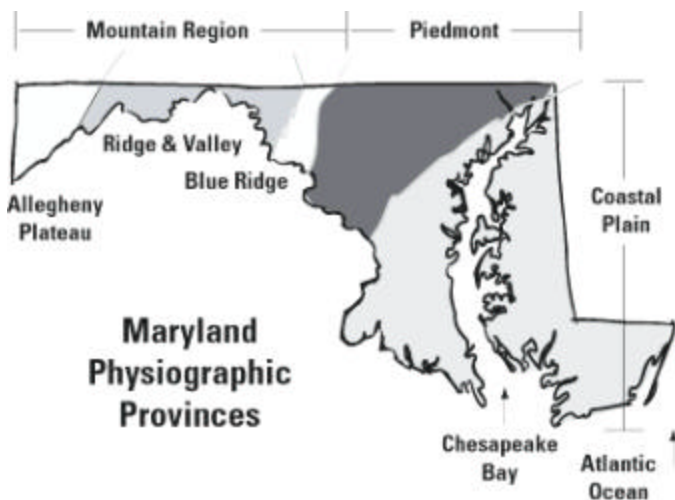 Mountain Region
Piedmont
Ridge & Valley
Blue Ridge
Allegheny
Plateau
Coastal
Plain
Maryland
Physiographic
Provinces
Chesapeake
Bay
Atlantic
Ocean